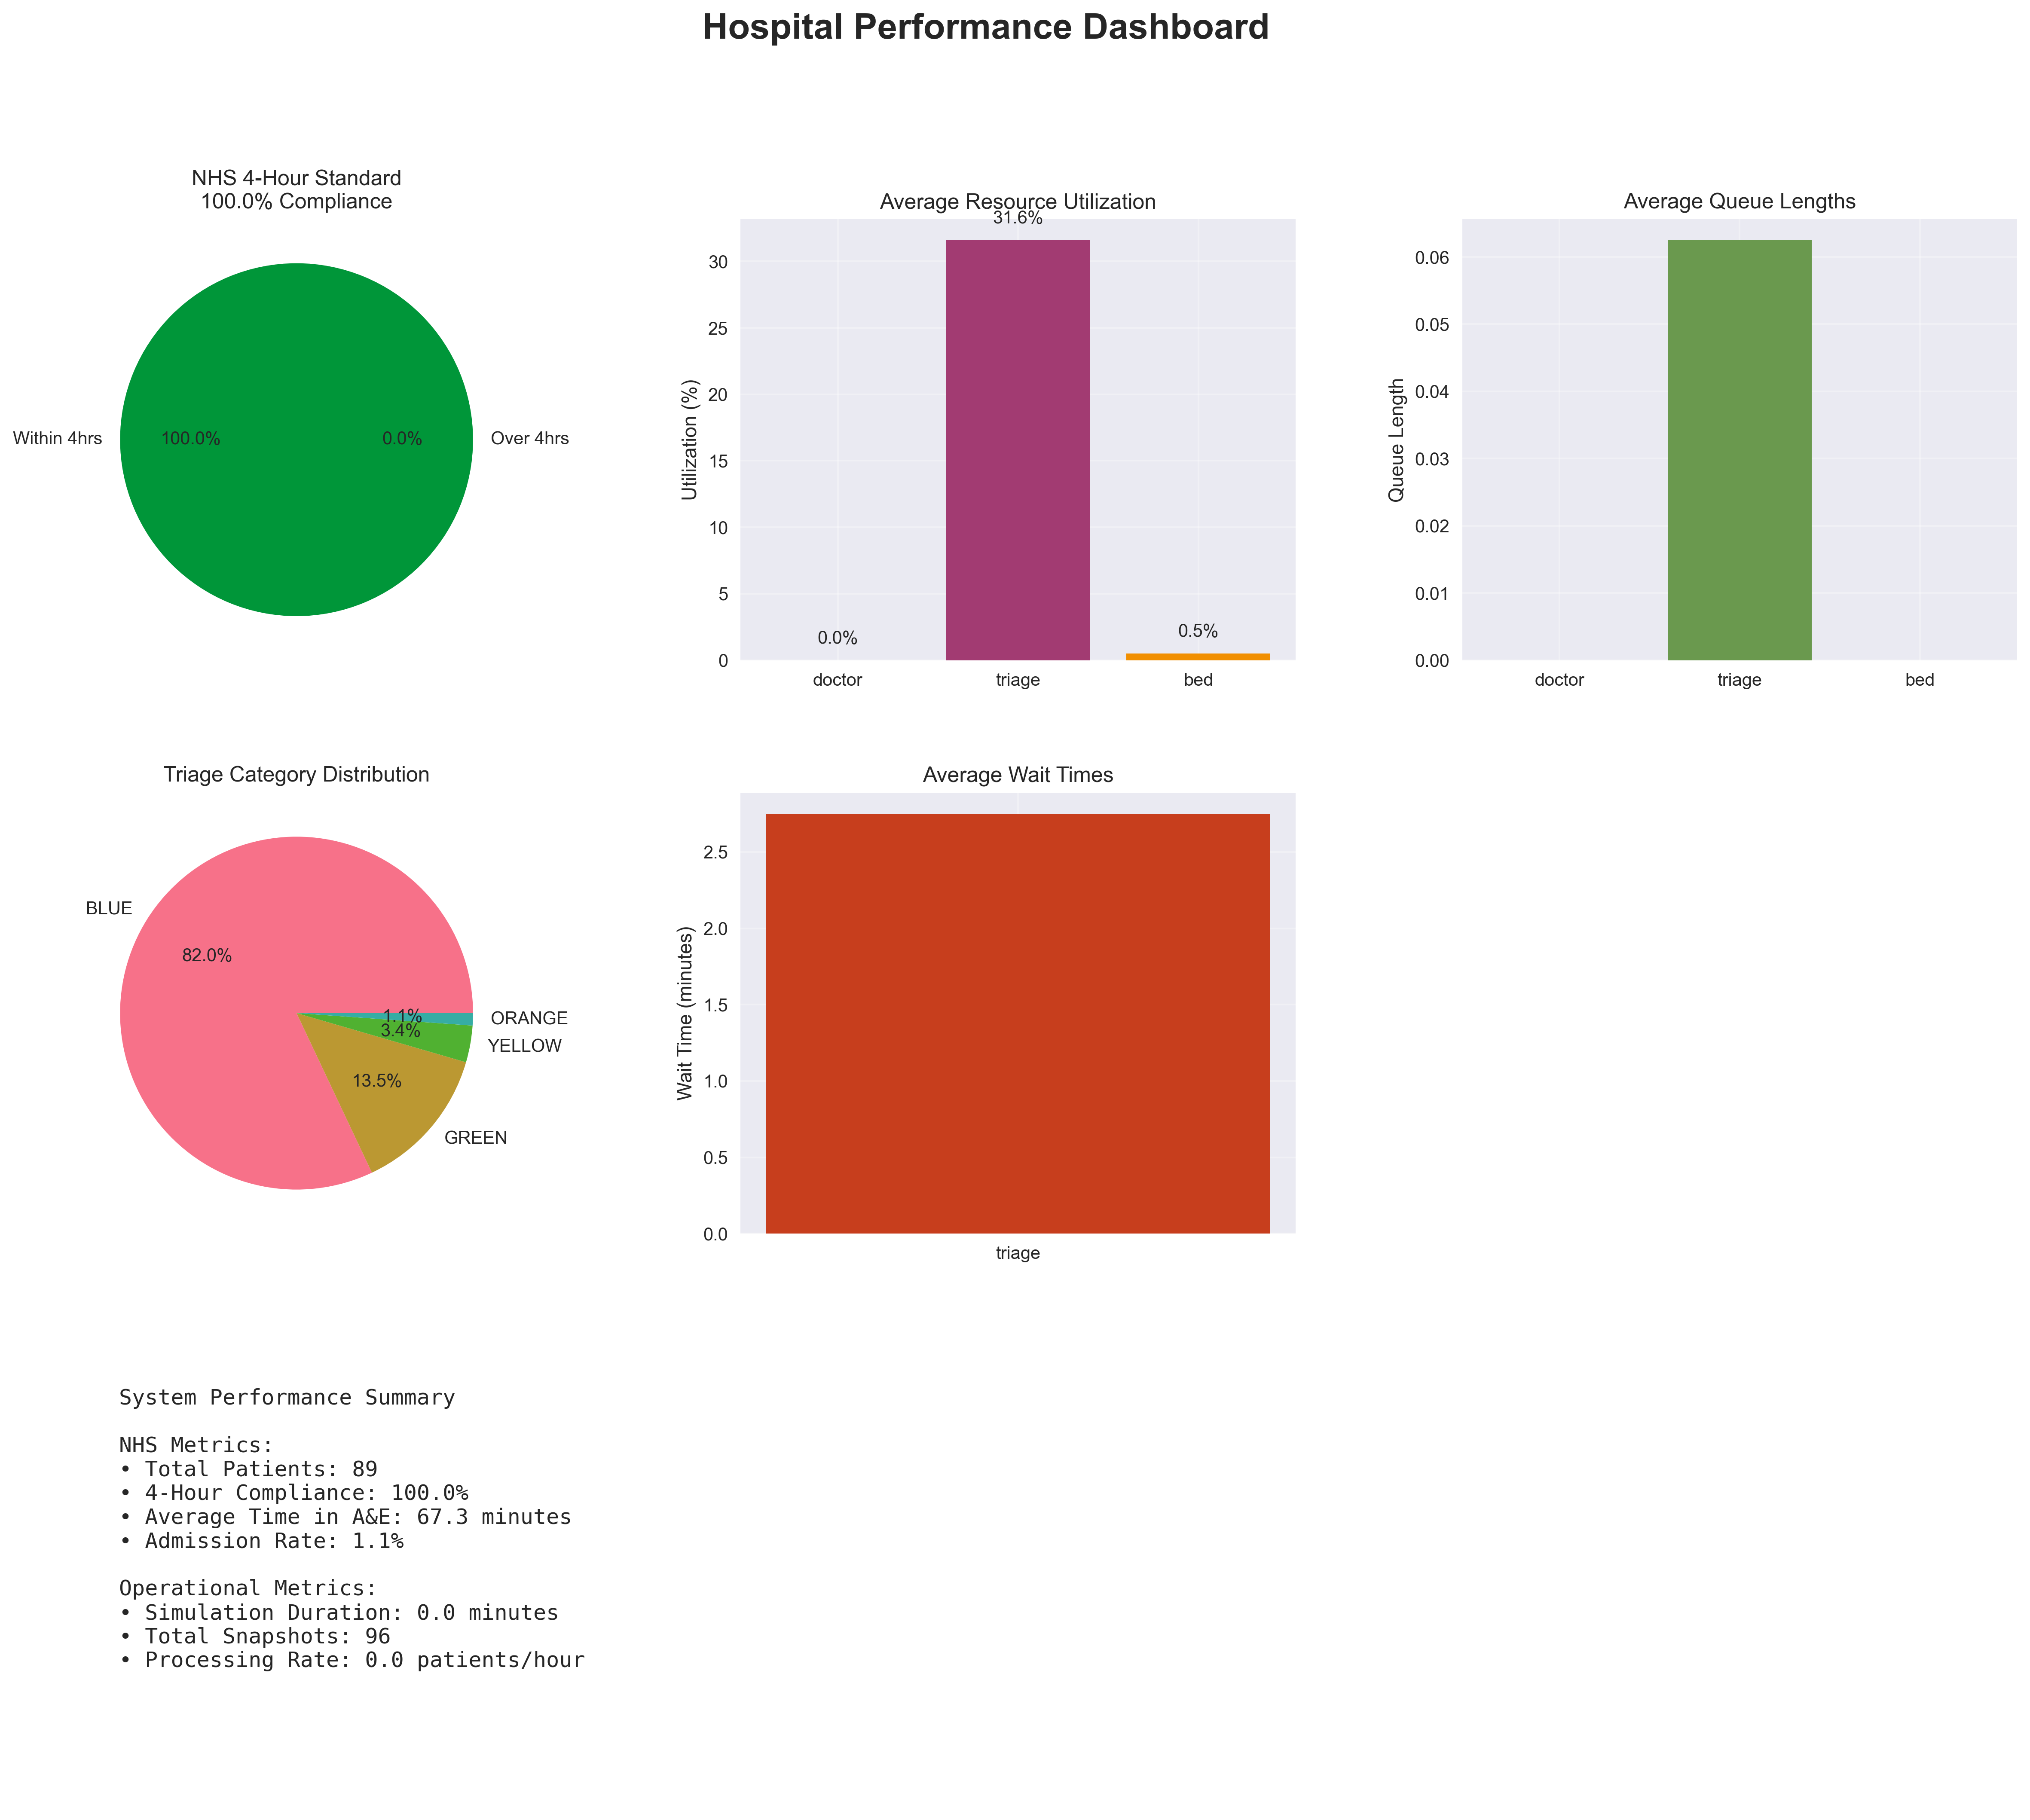 Hospital Performance Dashboard
NHS 4-Hour Standard
100.0% Compliance
Within 4hrs
100.0%
0.0%
Over 4hrs
Average Resource Utilization
31.6%
Utilization (%)
30
25
20
15
10
5
0
0.0%
0.5%
doctor
triage
bed
Average Queue Lengths
Queue Length
0.06
0.05
0.04
0.03
0.02
0.01
0.00
doctor
triage
bed
Triage Category Distribution
BLUE
82.0%
1.1%
ORANGE
3.4%
YELLOW
13.5%
GREEN
Average Wait Times
Wait Time (minutes)
2.5
2.0
1.5
1.0
0.5
0.0
triage
System Performance Summary
NHS Metrics:
• Total Patients: 89
• 4-Hour Compliance: 100.0%
• Average Time in A&E: 67.3 minutes
• Admission Rate: 1.1%
Operational Metrics:
• Simulation Duration: 0.0 minutes
• Total Snapshots: 96
• Processing Rate: 0.0 patients/hour